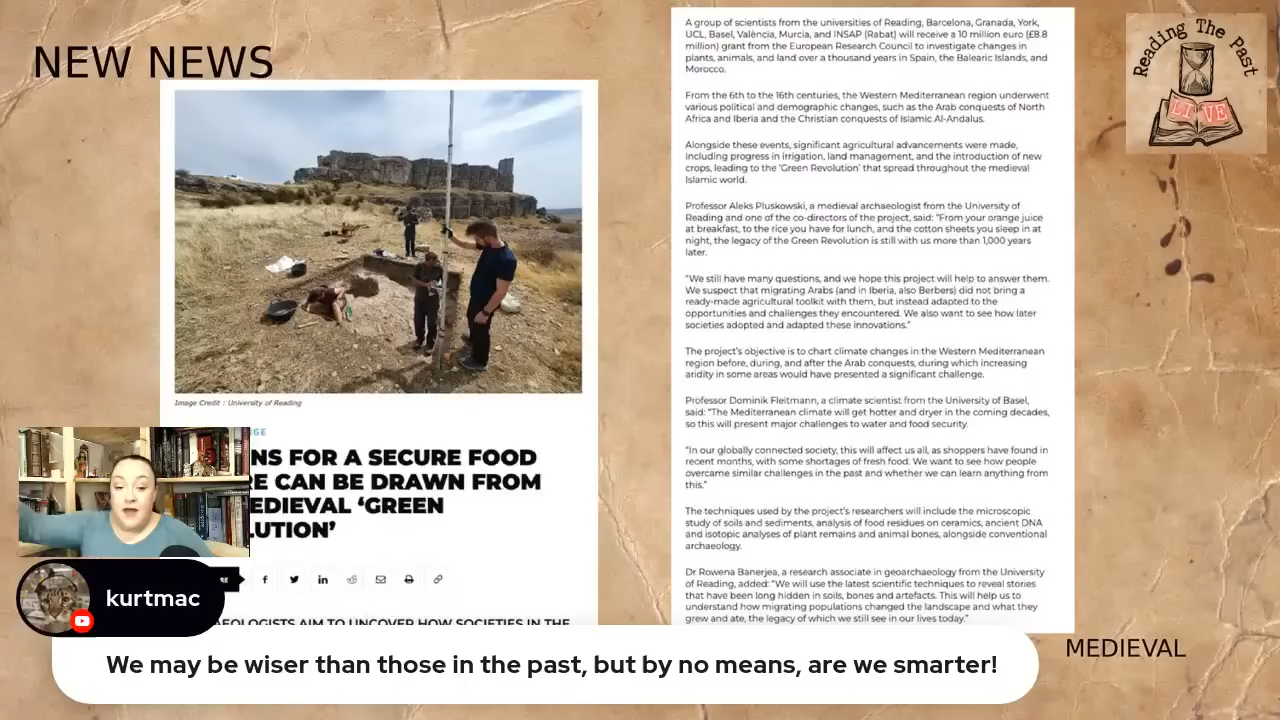 NEW NEWS
Image Credit : University of Reading
GE
NS FOR A SECURE FOOD
RE CAN BE DRAWN FROM
EDIEVAL ‘GREEN
LUTION’
RE
AEOLOGISTS AIM TO UNCOVER HOW SOCIETIES IN THE
A group of scientists from the universities of Reading, Barcelona, Granada, York,
UCL, Basel, València, Murcia, and INSAP (Rabat) will receive a 10 million euro (£8.8
million) grant from the European Research Council to investigate changes in
plants, animals, and land over a thousand years in Spain, the Balearic Islands, and
Morocco.
From the 6th to the 16th centuries, the Western Mediterranean region underwent
various political and demographic changes, such as the Arab conquests of North
Africa and Iberia and the Christian conquests of Islamic Al-Andalus.
Alongside these events, significant agricultural advancements were made,
including progress in irrigation, land management, and the introduction of new
crops, leading to the ‘Green Revolution’ that spread throughout the medieval
Islamic world.
Professor Aleks Pluskowski, a medieval archaeologist from the University of
Reading and one of the co-directors of the project, said: “From your orange juice
at breakfast, to the rice you have for lunch, and the cotton sheets you sleep in at
night, the legacy of the Green Revolution is still with us more than 1,000 years
later.
“We still have many questions, and we hope this project will help to answer them.
We suspect that migrating Arabs (and in Iberia, also Berbers) did not bring a
ready-made agricultural toolkit with them, but instead adapted to the
opportunities and challenges they encountered. We also want to see how later
societies adopted and adapted these innovations.”
The project’s objective is to chart climate changes in the Western Mediterranean
region before, during, and after the Arab conquests, during which increasing
aridity in some areas would have presented a significant challenge.
Professor Dominik Fleitmann, a climate scientist from the University of Basel,
said: “The Mediterranean climate will get hotter and dryer in the coming decades,
so this will present major challenges to water and food security.
“In our globally connected society, this will affect us all, as shoppers have found in
recent months, with some shortages of fresh food. We want to see how people
overcame similar challenges in the past and whether we can learn anything from
this.”
The techniques used by the project’s researchers will include the microscopic
study of soils and sediments, analysis of food residues on ceramics, ancient DNA
and isotopic analyses of plant remains and animal bones, alongside conventional
archaeology.
Dr Rowena Banerjea, a research associate in geoarchaeology from the University
of Reading, added: “We will use the latest scientific techniques to reveal stories
that have been long hidden in soils, bones and artefacts. This will help us to
understand how migrating populations changed the landscape and what they
grew and ate, the legacy of which we still see in our lives today.”
Reading The Past
LIVE
kurtmac
We may be wiser than those in the past, but by no means, are we smarter!
MEDIEVAL